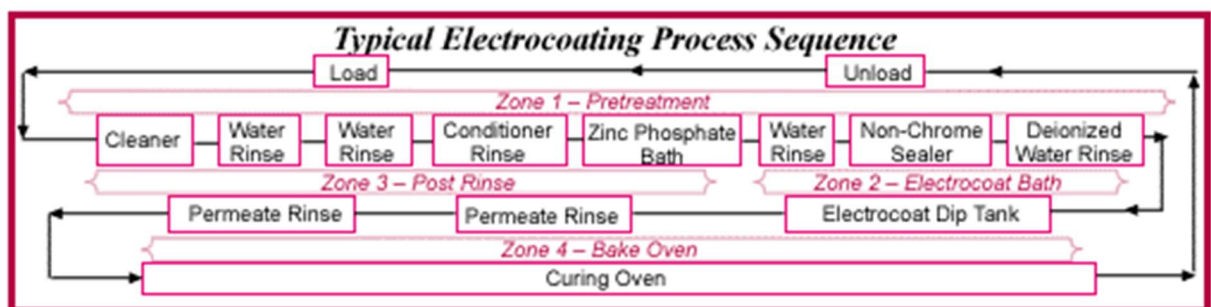 Typical Electrocoating Process Sequence
Load
Unload
Zone 1 – Pretreatment
Cleaner
Water
Rinse
Water
Rinse
Conditioner
Rinse
Zinc Phosphate
Bath
Water
Rinse
Non-Chrome
Sealer
Deionized
Water Rinse
Zone 3 – Post Rinse
Zone 2 – Electrocoat Bath
Permeate Rinse
Permeate Rinse
Electrocoat Dip Tank
Zone 4 – Bake Oven
Curing Oven